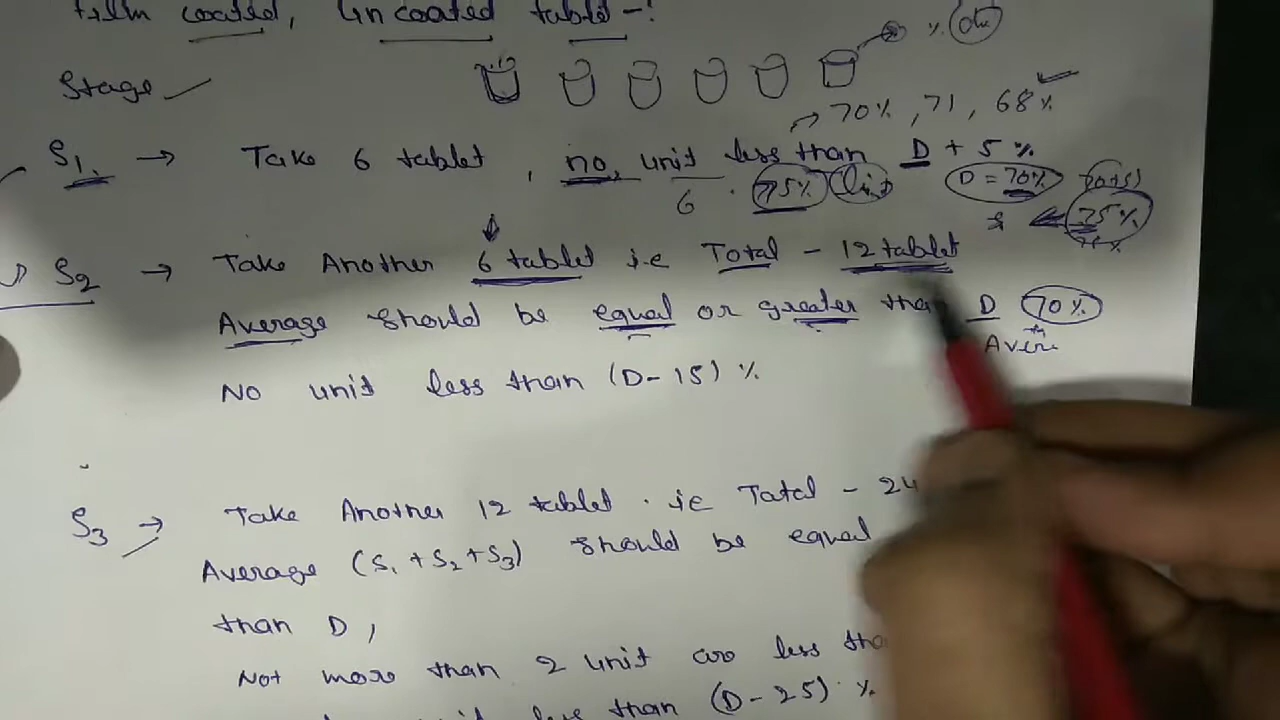 Film coated, Uncoated table-!
% 
Stage
70%, 71, 68%
S1. → Take 6 tablet, no, unit less than D + 5%
6 . 75% D = 70% 75%
S2 → Take Another 6 tablet i.e Total - 12 tablet
Average should be equal or greater than D 70%
No unit less than (D-15) %
S3 → Take Another 12 tablet . ie Total - 24
Average (S1 + S2 + S3) should be equal
than D,
Not more than 2 unit are less tha
less than (D-25) %